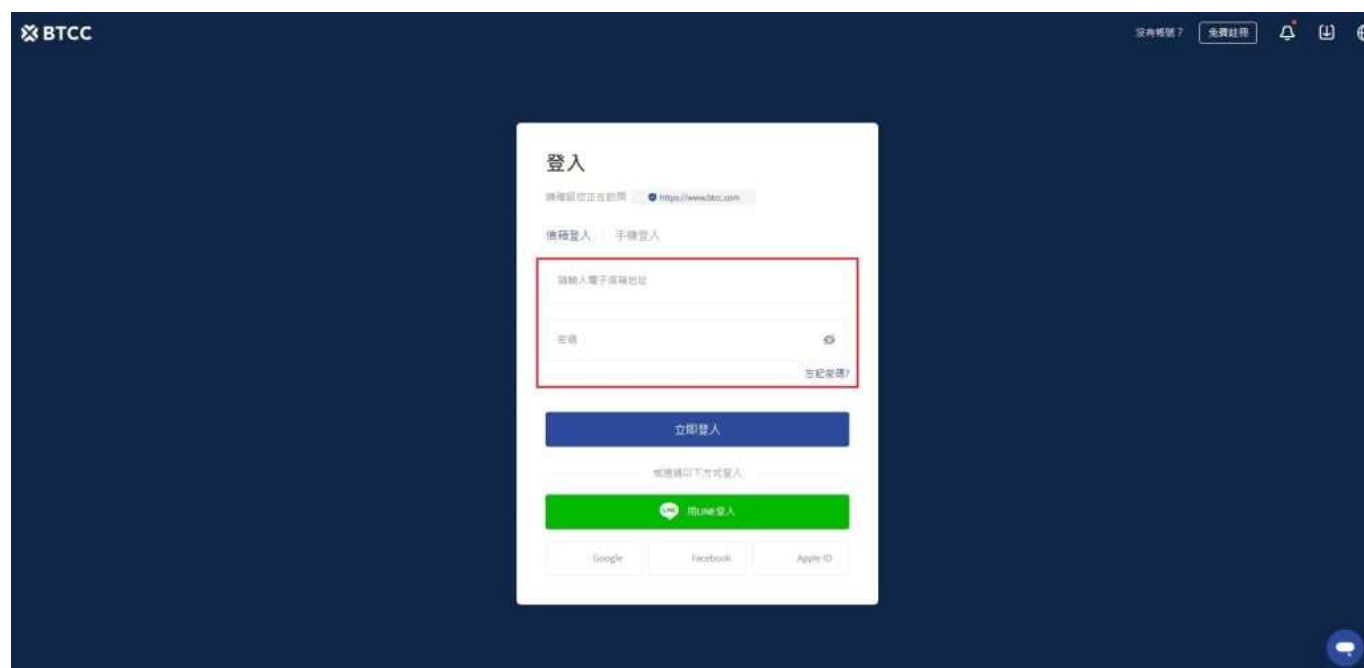 BTCC
沒有帳號？ 免費註冊
登入
請確認您正在訪問 https://www.btcc.com
信箱登入 手機登入
請輸入電子信箱地址
密碼
忘記密碼?
立即登入
或透過以下方式登入
LINE 用LINE登入
Google Facebook Apple ID